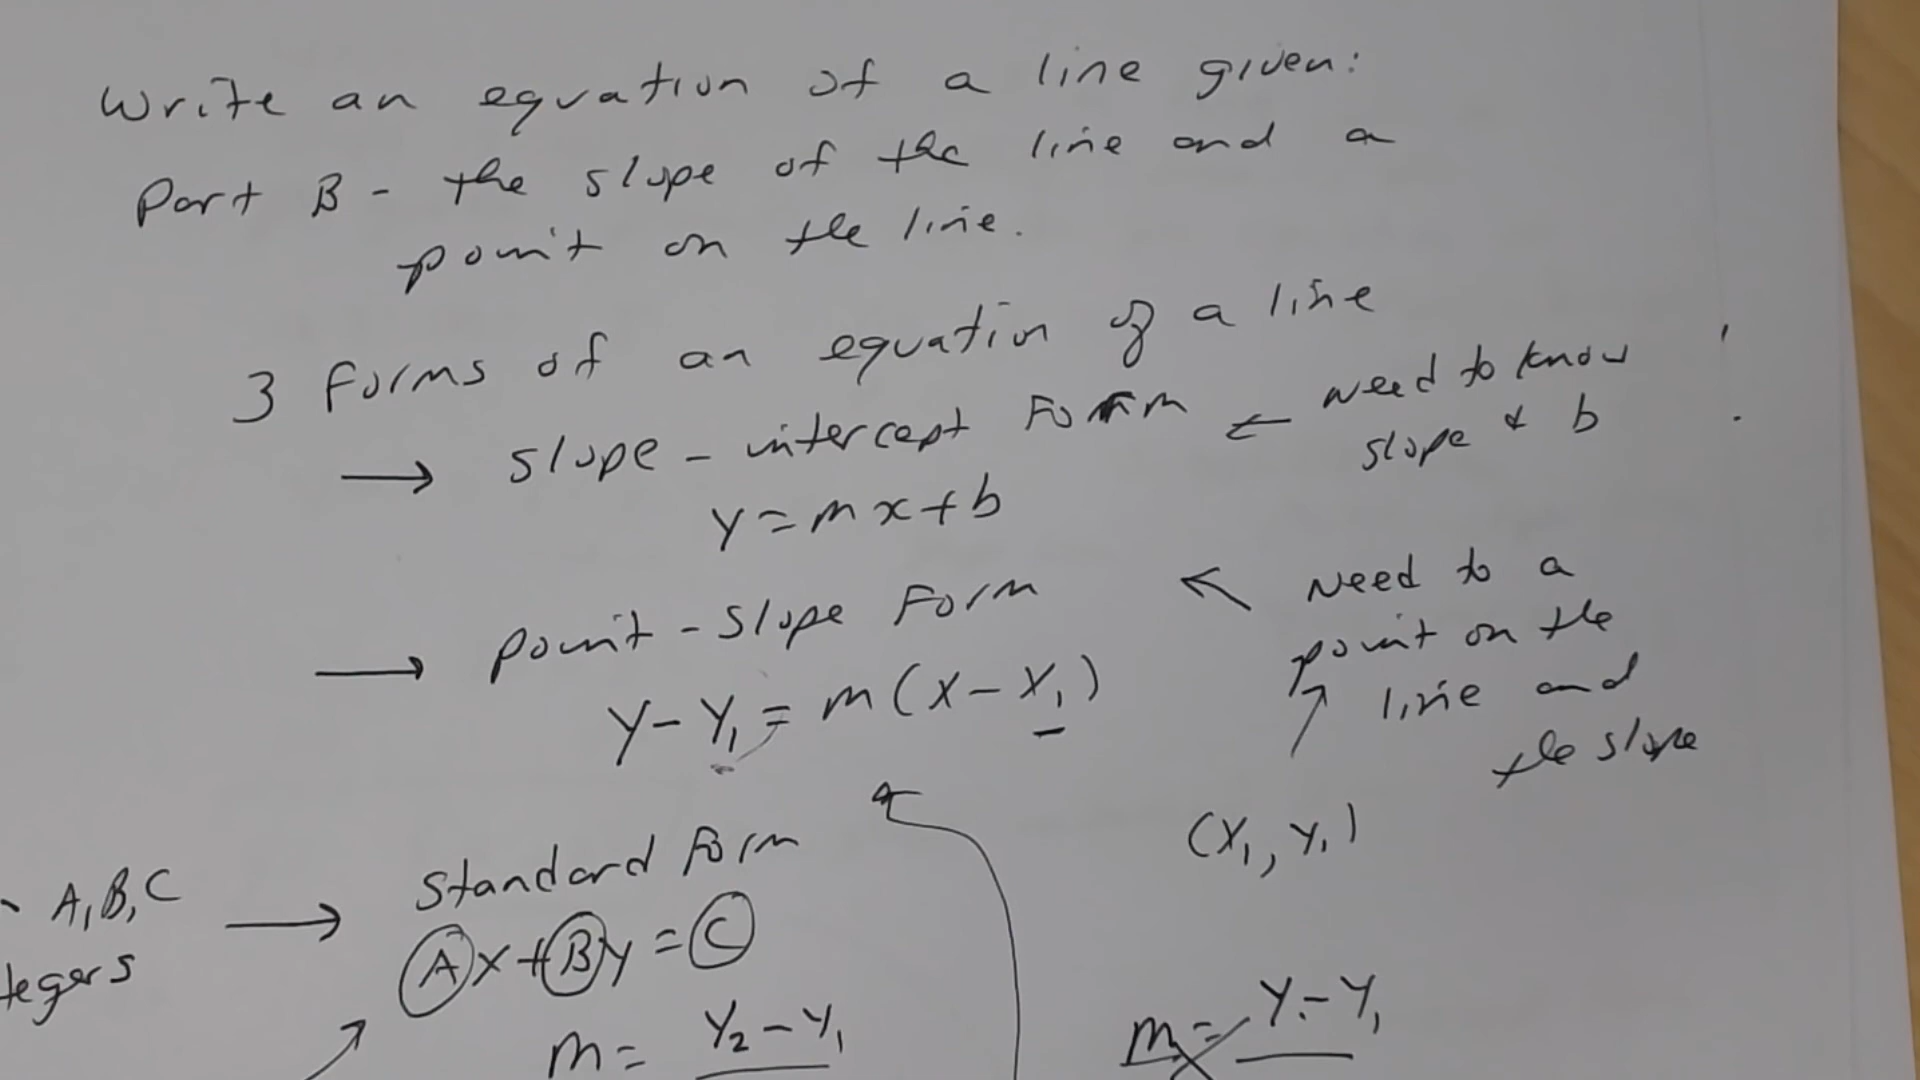 Write an equation of a line given:
Part B - the slope of the line and a
point on the line.
3 Forms of an equation of a line
→ slope - intercept Form ← need to know
slope & b
y = mx + b
→ point - slope Form ← Need to a
point on the
line and
the slope
y - y₁ = m(x - x₁)
(x₁, y₁)
A, B, C → Standard Form
tegers
Ax + By = C
m = y₂ - y₁
m = y - y₁